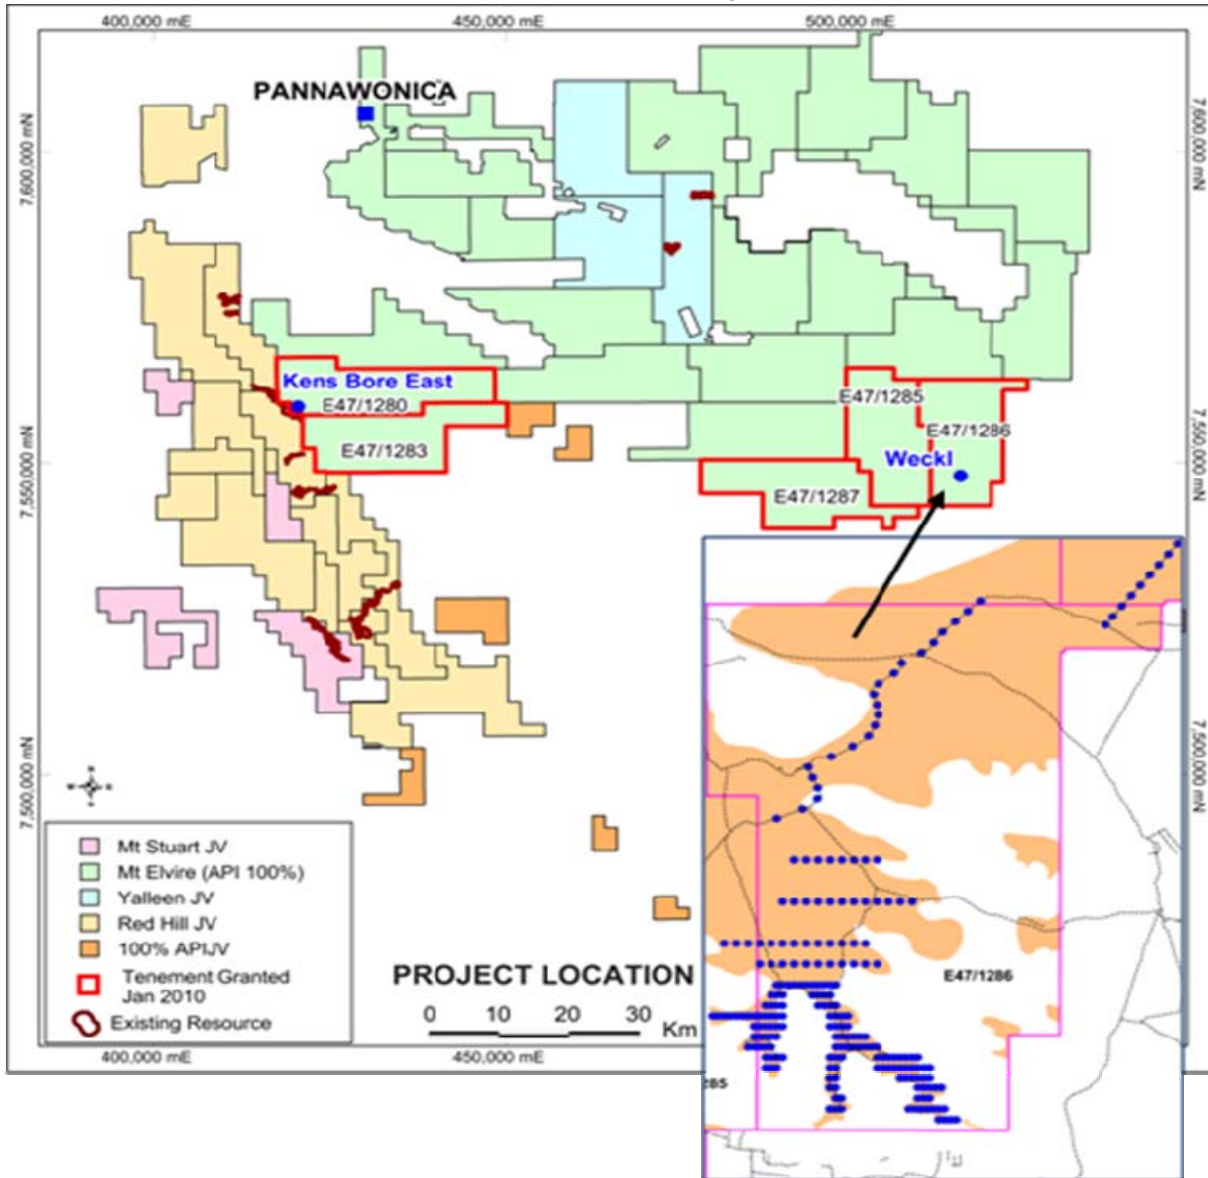 400,000 mE
450,000 mE
500,000 mE
PANNAWONICA
7,600,000 mN
7,600,000 mN
Kens Bore East
E47/1280
E47/1285
E47/1286
7,550,000 mN
7,550,000 mN
E47/1283
Weckl
E47/1287
7,500,000 mN
7,500,000 mN
Mt Stuart JV
Mt Elvire (API 100%)
Yalleen JV
Red Hill JV
100% APIJV
Tenement Granted
Jan 2010
Existing Resource
PROJECT LOCATION
0 10 20 30
Km
E47/1286
285
400,000 mE
450,000 mE